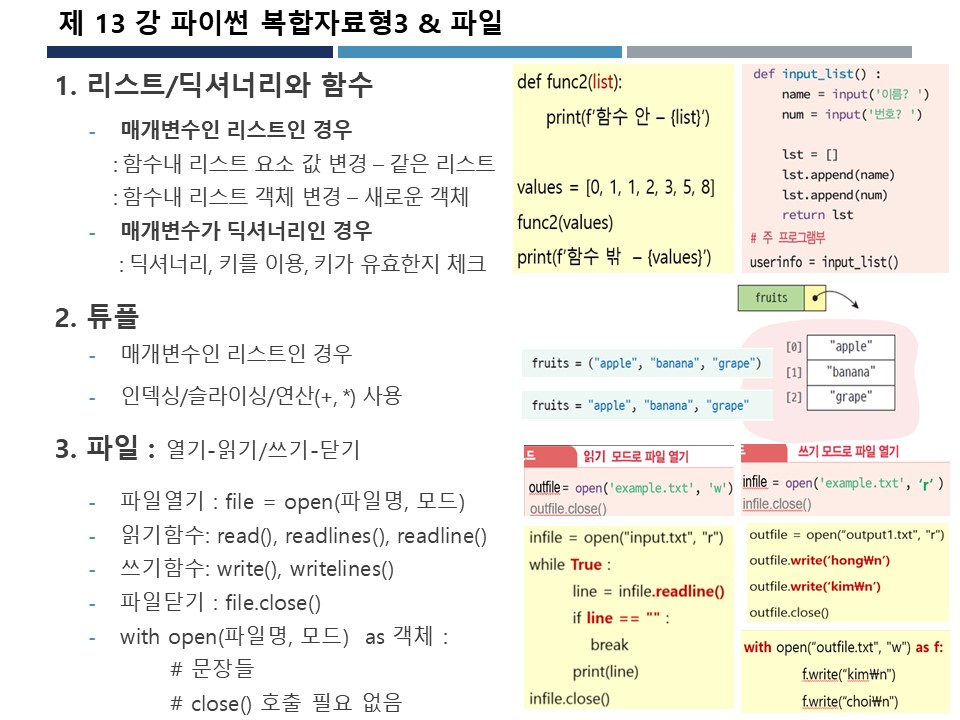 제 13 강 파이썬 복합자료형3 & 파일
1. 리스트/딕셔너리와 함수
- 매개변수인 리스트인 경우
: 함수내 리스트 요소 값 변경 – 같은 리스트
: 함수내 리스트 객체 변경 – 새로운 객체
- 매개변수가 딕셔너리인 경우
: 딕셔너리, 키를 이용, 키가 유효한지 체크
2. 튜플
- 매개변수인 리스트인 경우
- 인덱싱/슬라이싱/연산(+, *) 사용
3. 파일 : 열기-읽기/쓰기-닫기
- 파일열기 : file = open(파일명, 모드)
- 읽기함수: read(), readlines(), readline()
- 쓰기함수: write(), writelines()
- 파일닫기 : file.close()
- with open(파일명, 모드) as 객체 :
# 문장들
# close() 호출 필요 없음
def func2(list):
print(f'함수 안 – {list}')
values = [0, 1, 1, 2, 3, 5, 8]
func2(values)
print(f'함수 밖 – {values}')
def input_list() :
name = input('이름? ')
num = input('번호? ')
lst = []
lst.append(name)
lst.append(num)
return lst
# 주 프로그램부
userinfo = input_list()
fruits
fruits = ("apple", "banana", "grape")
fruits = "apple", "banana", "grape"
[0] "apple"
[1] "banana"
[2] "grape"
드 읽기 모드로 파일 열기
outfile= open('example.txt', 'w')
outfile.close()
쓰기 모드로 파일 열기
infile = open('example.txt', 'r' )
infile.close()
infile = open("input.txt", "r")
while True :
line = infile.readline()
if line == "" :
break
print(line)
infile.close()
outfile = open("output1.txt", "r")
outfile.write('hong₩n')
outfile.write('kim₩n')
outfile.close()
with open("outfile.txt", "w") as f:
f.write("kim₩n")
f.write("choi₩n")